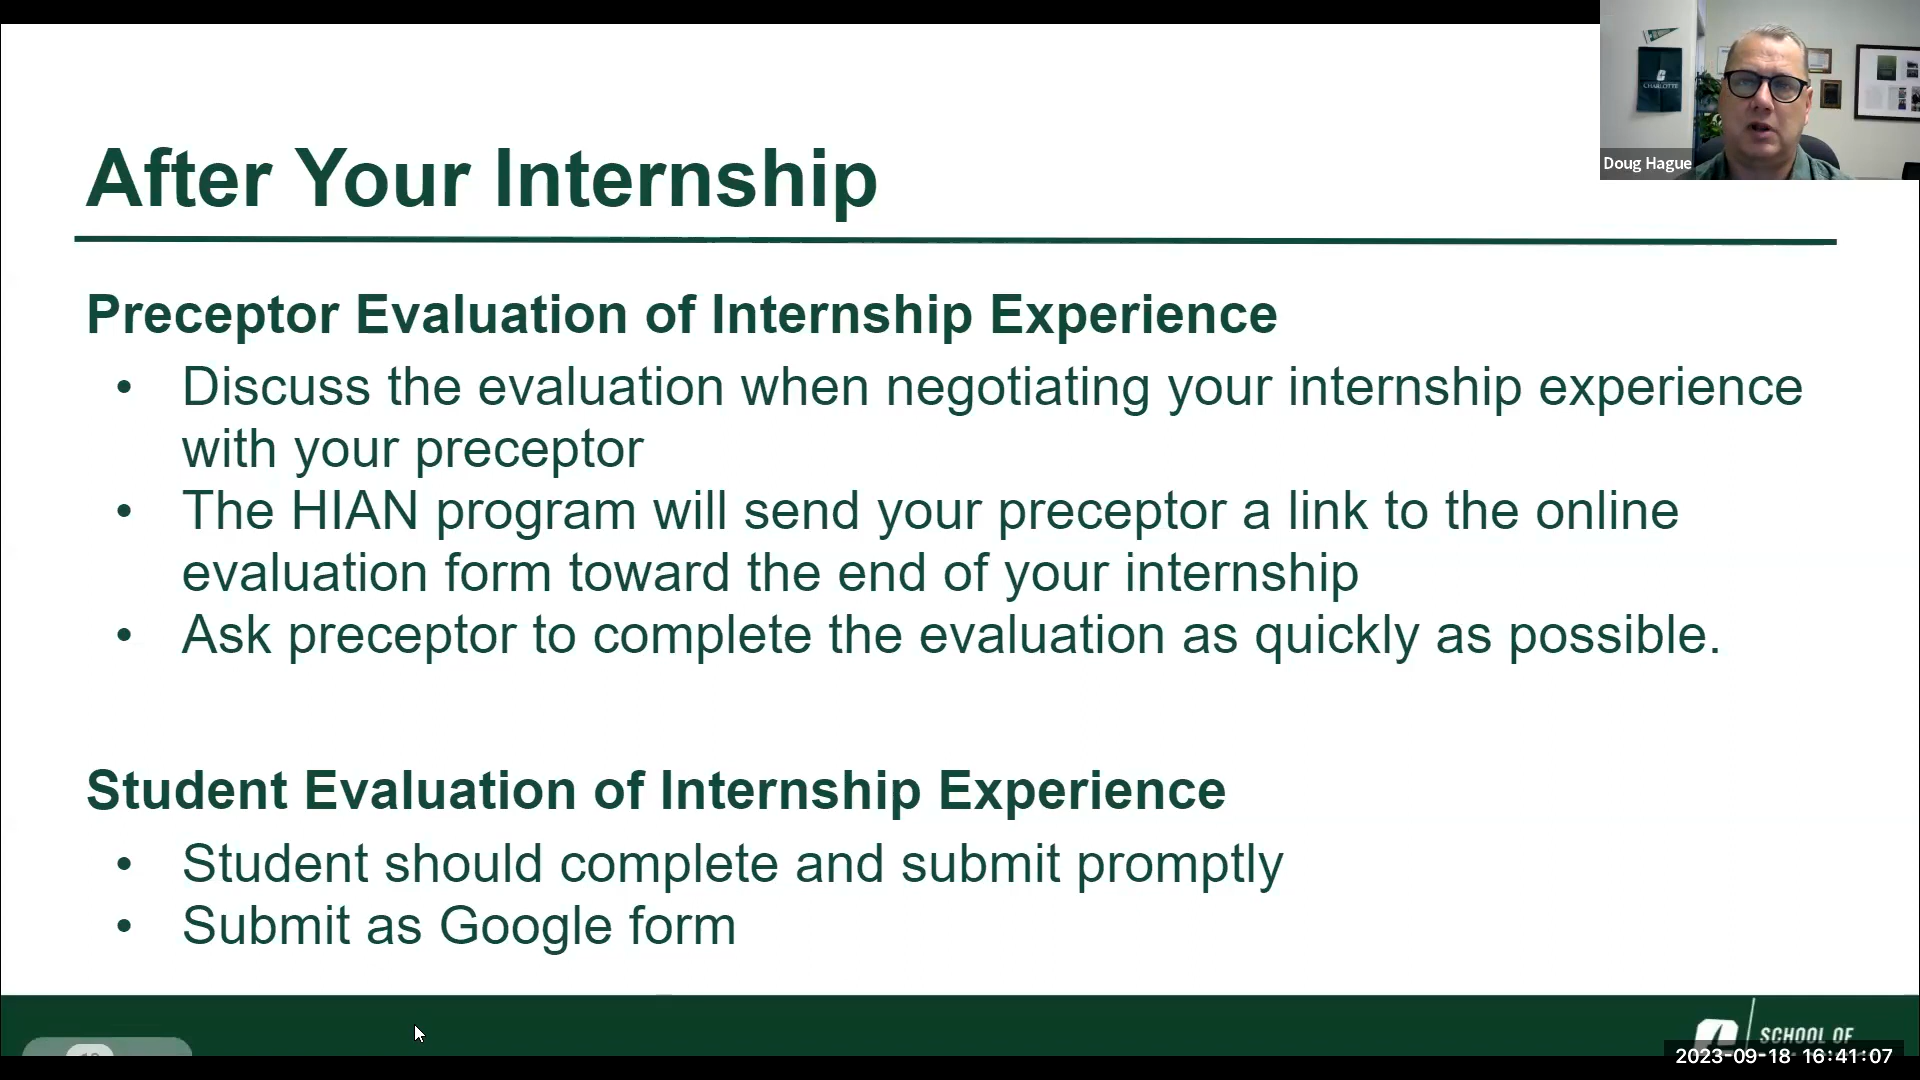 After Your Internship
Preceptor Evaluation of Internship Experience
• Discuss the evaluation when negotiating your internship experience
with your preceptor
• The HIAN program will send your preceptor a link to the online
evaluation form toward the end of your internship
• Ask preceptor to complete the evaluation as quickly as possible.
Student Evaluation of Internship Experience
• Student should complete and submit promptly
• Submit as Google form
CHARLOTTE
Doug Hague
SCHOOL OF
2023-09-18 16:41:07